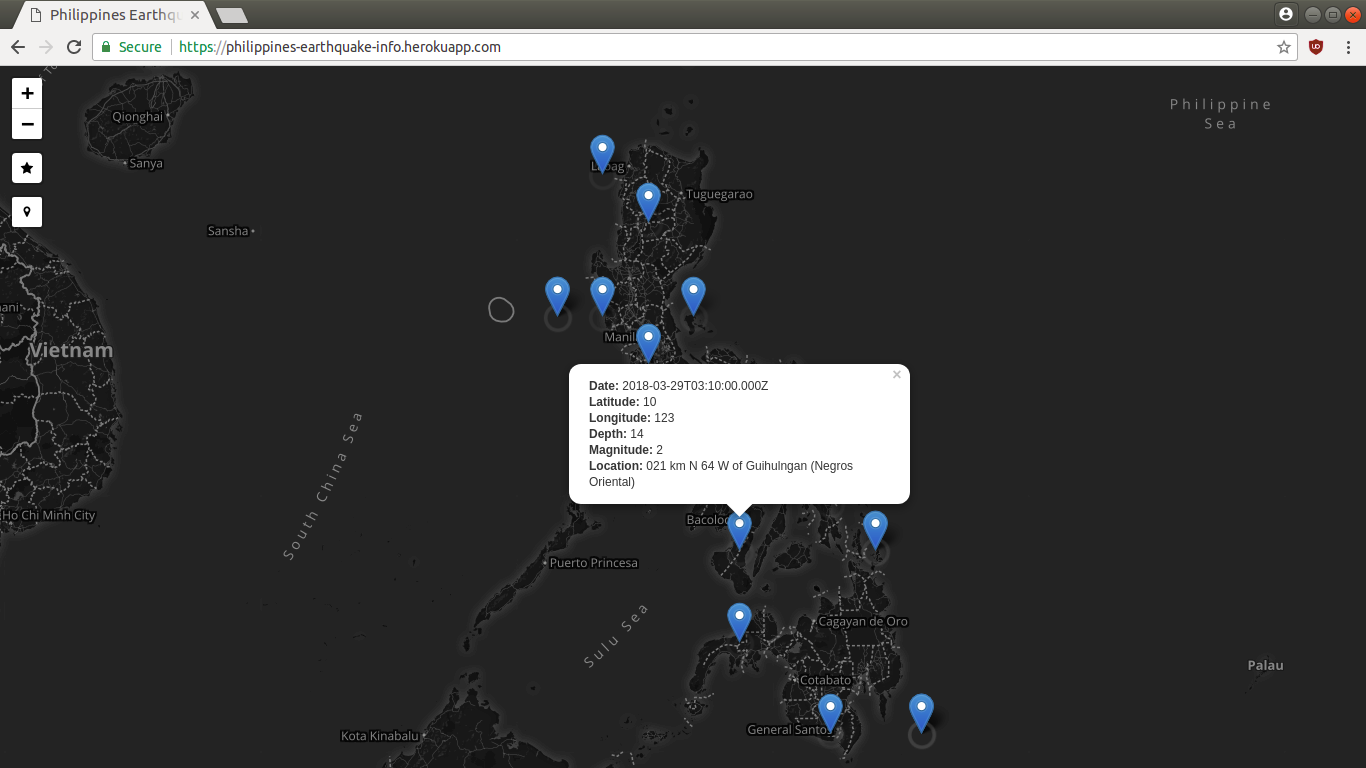 Philippines Earthqu
Secure
https://philippines-earthquake-info.herokuapp.com
+
−
Qionghai
Sanya
Sansha
Philippine
Sea
Tuguegarao
Vietnam
South China Sea
Ho Chi Minh City
Date: 2018-03-29T03:10:00.000Z
×
Latitude: 10
Longitude: 123
Depth: 14
Magnitude: 2
Location: 021 km N 64 W of Guihulngan (Negros
Oriental)
Puerto Princesa
Sulu Sea
Cagayan de Oro
Palau
Cotabato
General Santos
Kota Kinabalu